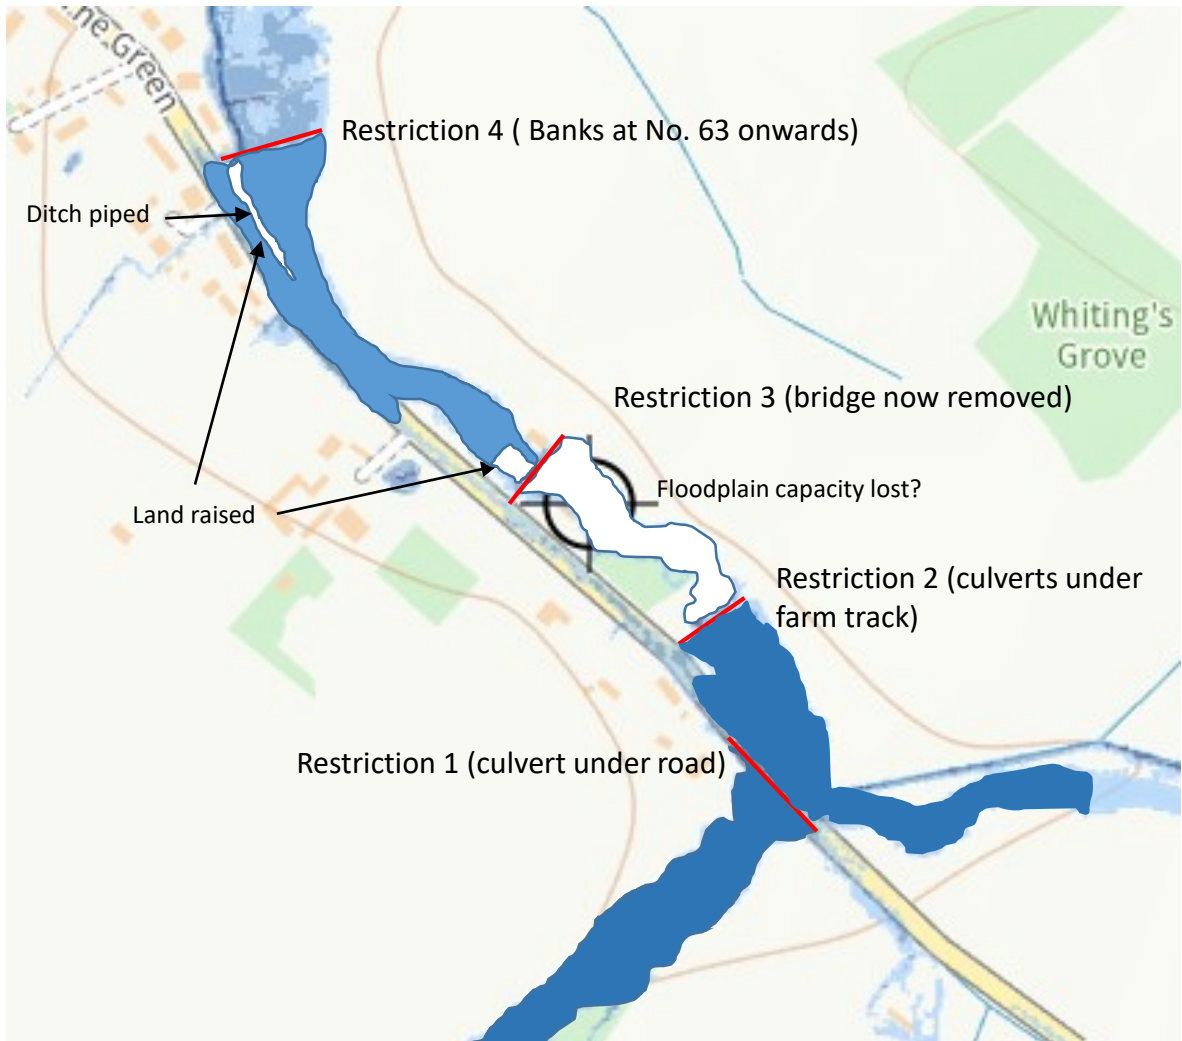 ne Green
Restriction 4 ( Banks at No. 63 onwards)
Ditch piped
Whiting's
Grove
Restriction 3 (bridge now removed)
Floodplain capacity lost?
Land raised
Restriction 2 (culverts under
farm track)
Restriction 1 (culvert under road)